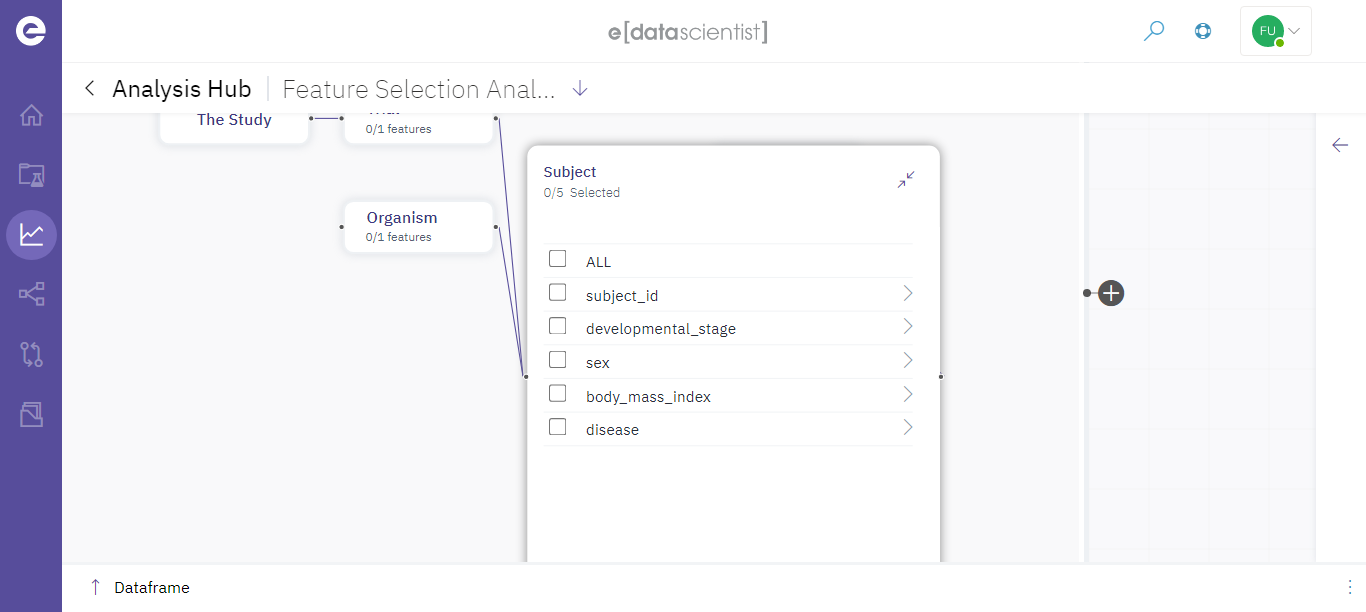 e[datascientist]
FU
Analysis Hub
Feature Selection Anal...
The Study
0/1 features
Organism
0/1 features
Subject
0/5 Selected
ALL
subject_id
developmental_stage
sex
body_mass_index
disease
Dataframe